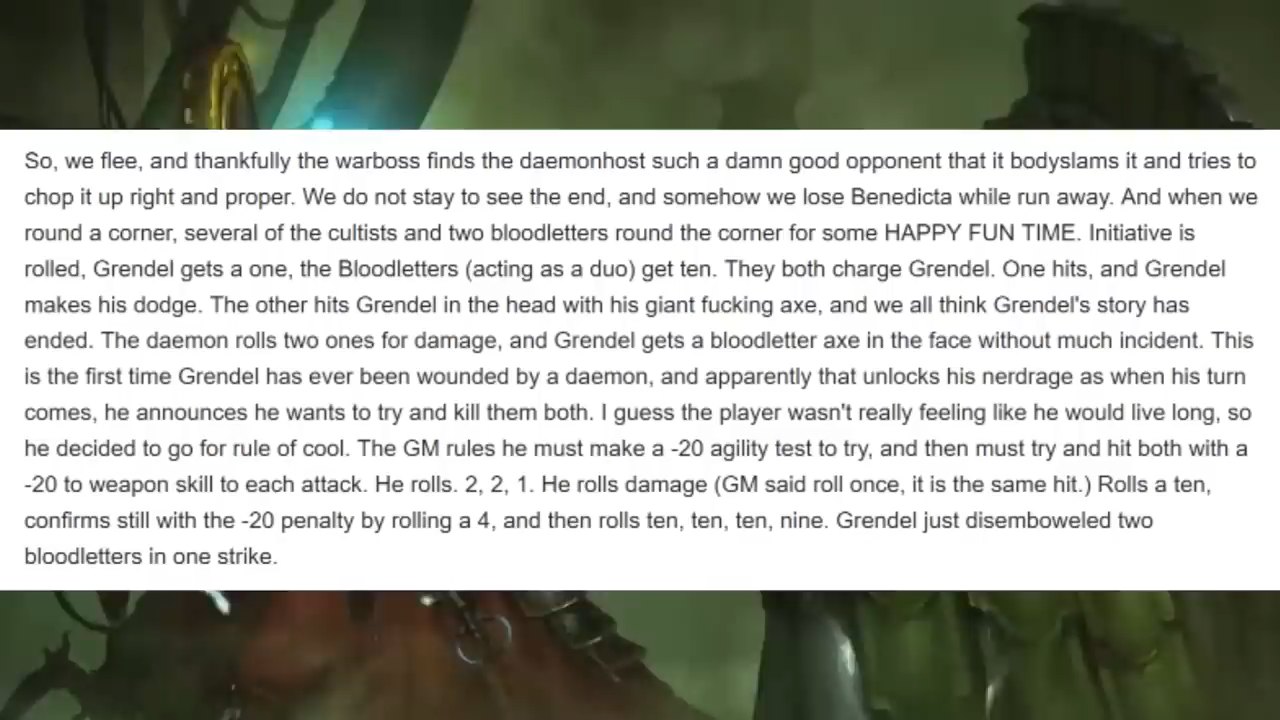 So, we flee, and thankfully the warboss finds the daemonhost such a damn good opponent that it bodyslams it and tries to
chop it up right and proper. We do not stay to see the end, and somehow we lose Benedicta while run away. And when we
round a corner, several of the cultists and two bloodletters round the corner for some HAPPY FUN TIME. Initiative is
rolled, Grendel gets a one, the Bloodletters (acting as a duo) get ten. They both charge Grendel. One hits, and Grendel
makes his dodge. The other hits Grendel in the head with his giant fucking axe, and we all think Grendel's story has
ended. The daemon rolls two ones for damage, and Grendel gets a bloodletter axe in the face without much incident. This
is the first time Grendel has ever been wounded by a daemon, and apparently that unlocks his nerdrage as when his turn
comes, he announces he wants to try and kill them both. I guess the player wasn't really feeling like he would live long, so
he decided to go for rule of cool. The GM rules he must make a -20 agility test to try, and then must try and hit both with a
-20 to weapon skill to each attack. He rolls. 2, 2, 1. He rolls damage (GM said roll once, it is the same hit.) Rolls a ten,
confirms still with the -20 penalty by rolling a 4, and then rolls ten, ten, ten, nine. Grendel just disemboweled two
bloodletters in one strike.